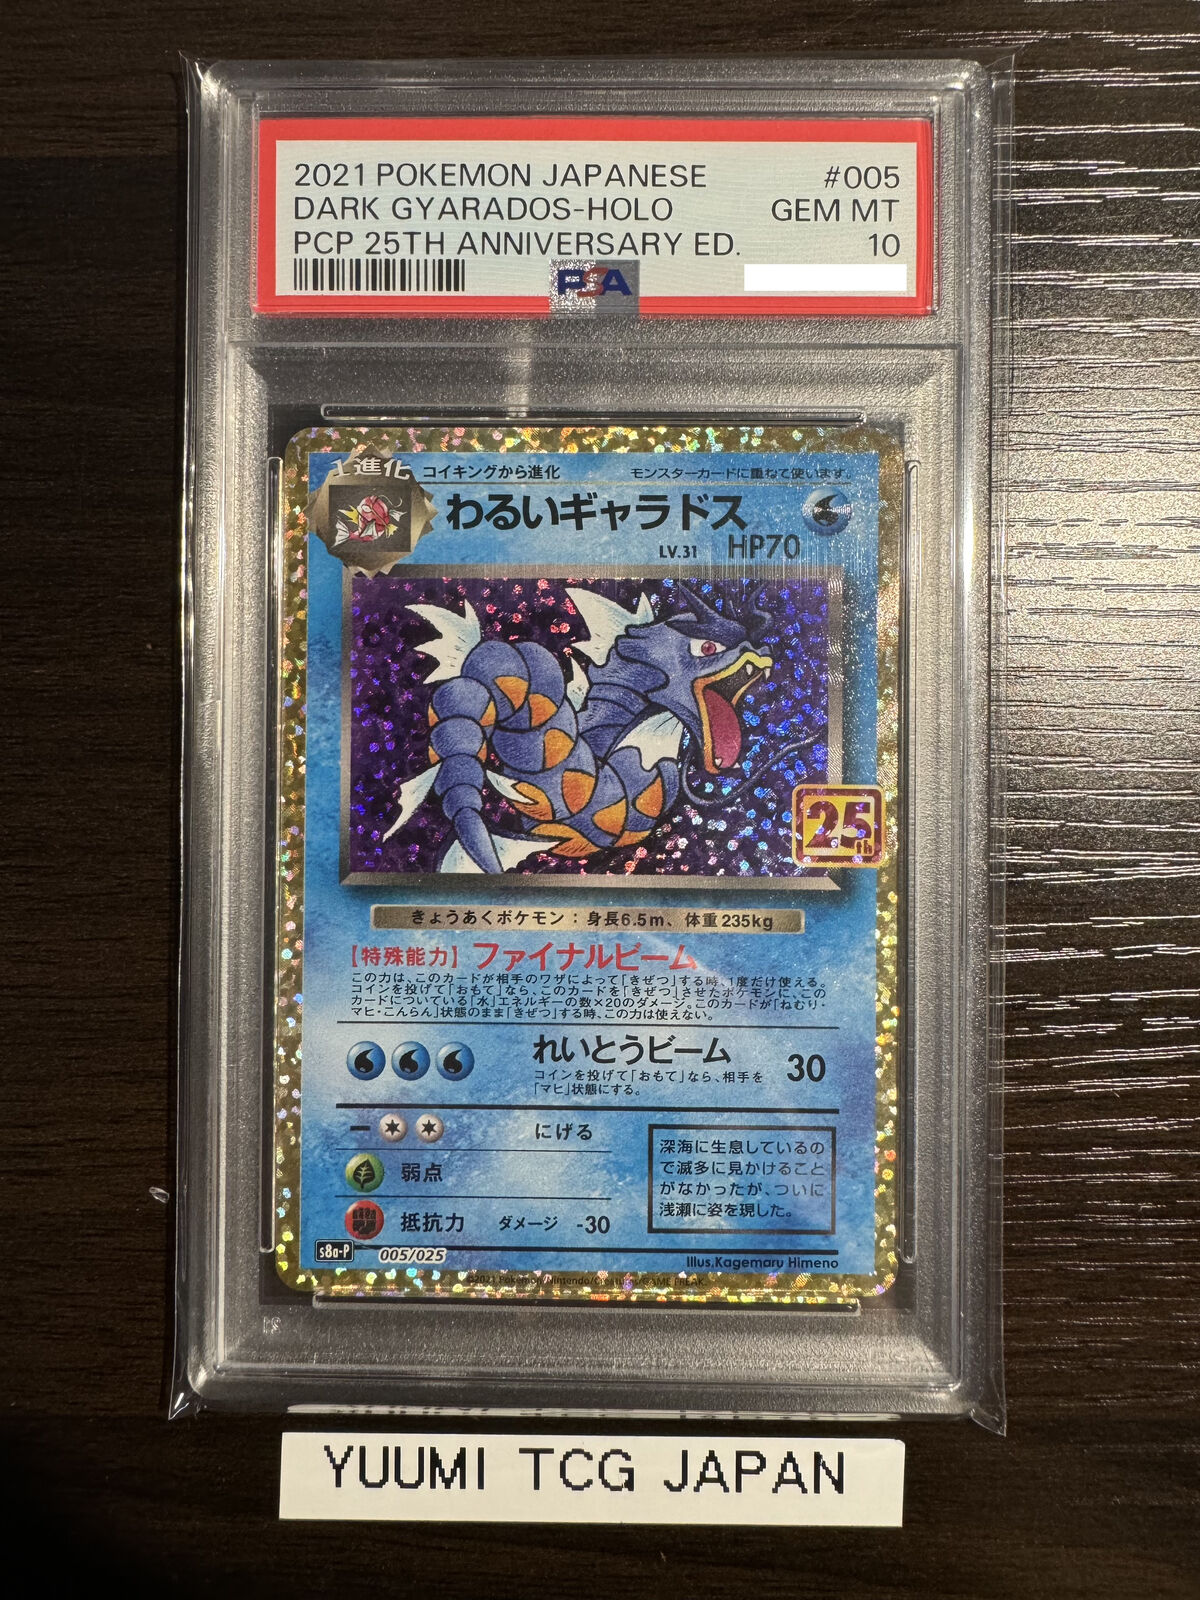 2021 POKEMON JAPANESE #005
DARK GYARADOS-HOLO GEM MT
PCP 25TH ANNIVERSARY ED. 10
PSA
1進化 コイキングから進化 モンスターカードに重ねて使います。
わるいギャラドス
LV.31 HP70
25th
きょうあくポケモン：身長6.5m、体重235kg
【特殊能力】ファイナルビーム
この力は、このカードが相手のワザによって「きぜつ」する時、1度だけ使える。
コインを投げて「おもて」なら、このカードを「きぜつ」させたポケモンに、この
カードについている「水」エネルギーの数×20のダメージ。このカードが「ねむり・
マヒ・こんらん」状態のまま「きぜつ」する時、この力は使えない。
れいとうビーム 30
コインを投げて「おもて」なら、相手を
「マヒ」状態にする。
にげる
弱点
抵抗力 ダメージ -30
深海に生息しているの
で滅多に見かけること
がなかったが、ついに
浅瀬に姿を現した。
s8a-P 005/025
Illus.Kagemaru Himeno
©2021 Pokémon/Nintendo/Creatures/GAME FREAK.
YUUMI TCG JAPAN